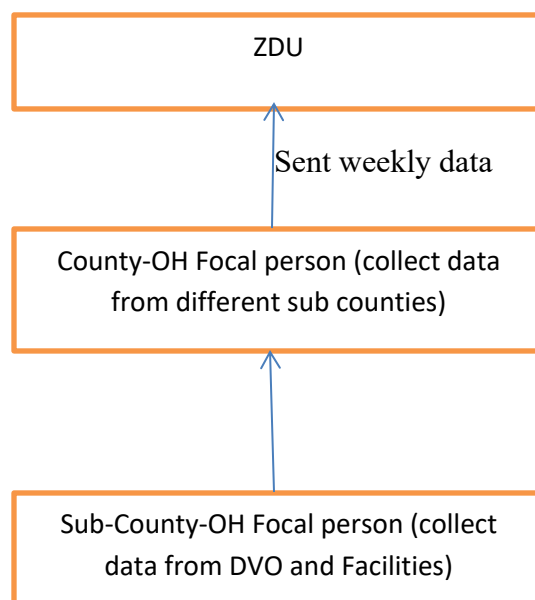 ZDU
Sent weekly data
County-OH Focal person (collect data
from different sub counties)
Sub-County-OH Focal person (collect
data from DVO and Facilities)